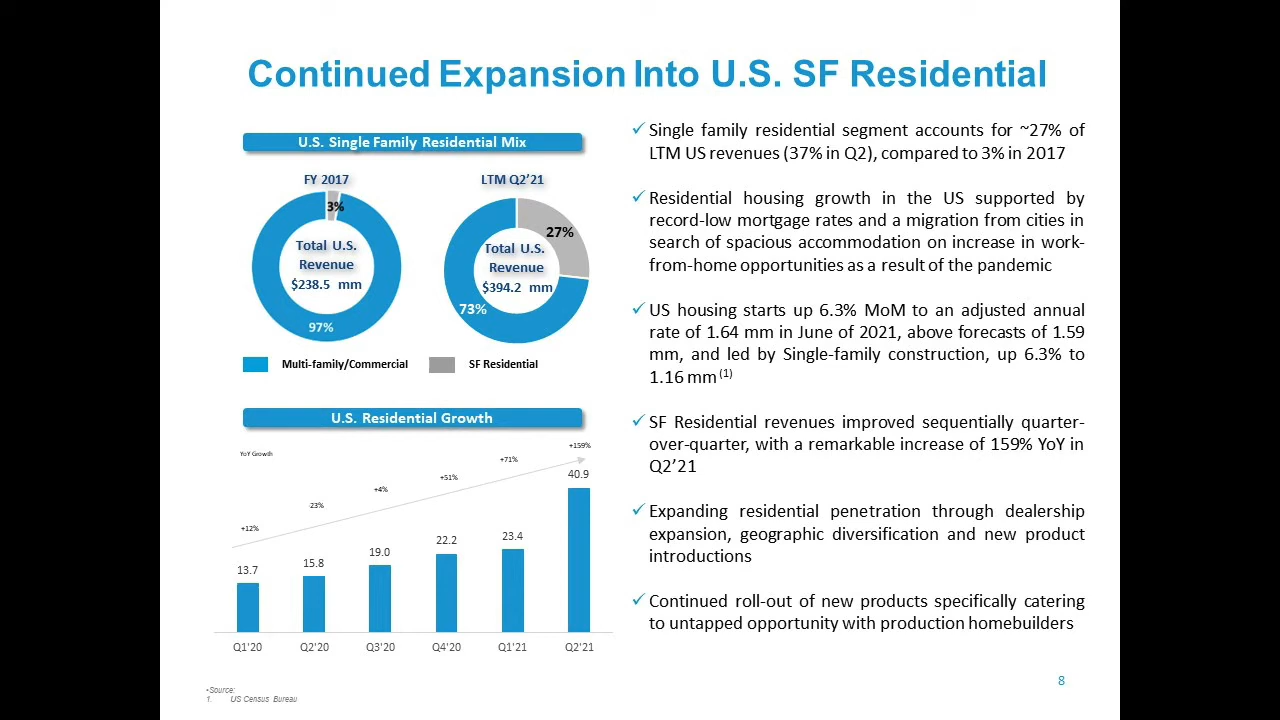 Continued Expansion Into U.S. SF Residential
U.S. Single Family Residential Mix
FY 2017
LTM Q2’21
3%
27%
Total U.S.
Revenue
$238.5 mm
Total U.S.
Revenue
$394.2 mm
97%
73%
Multi-family/Commercial
SF Residential
U.S. Residential Growth
YoY Growth
+12%
23%
+4%
+51%
+71%
+159%
13.7
15.8
19.0
22.2
23.4
40.9
Q1'20
Q2'20
Q3'20
Q4'20
Q1'21
Q2'21
✓Single family residential segment accounts for ~27% of
LTM US revenues (37% in Q2), compared to 3% in 2017
✓Residential housing growth in the US supported by
record-low mortgage rates and a migration from cities in
search of spacious accommodation on increase in work-
from-home opportunities as a result of the pandemic
✓US housing starts up 6.3% MoM to an adjusted annual
rate of 1.64 mm in June of 2021, above forecasts of 1.59
mm, and led by Single-family construction, up 6.3% to
1.16 mm (1)
✓SF Residential revenues improved sequentially quarter-
over-quarter, with a remarkable increase of 159% YoY in
Q2’21
✓Expanding residential penetration through dealership
expansion, geographic diversification and new product
introductions
✓Continued roll-out of new products specifically catering
to untapped opportunity with production homebuilders
•Source:
1. US Census Bureau
8